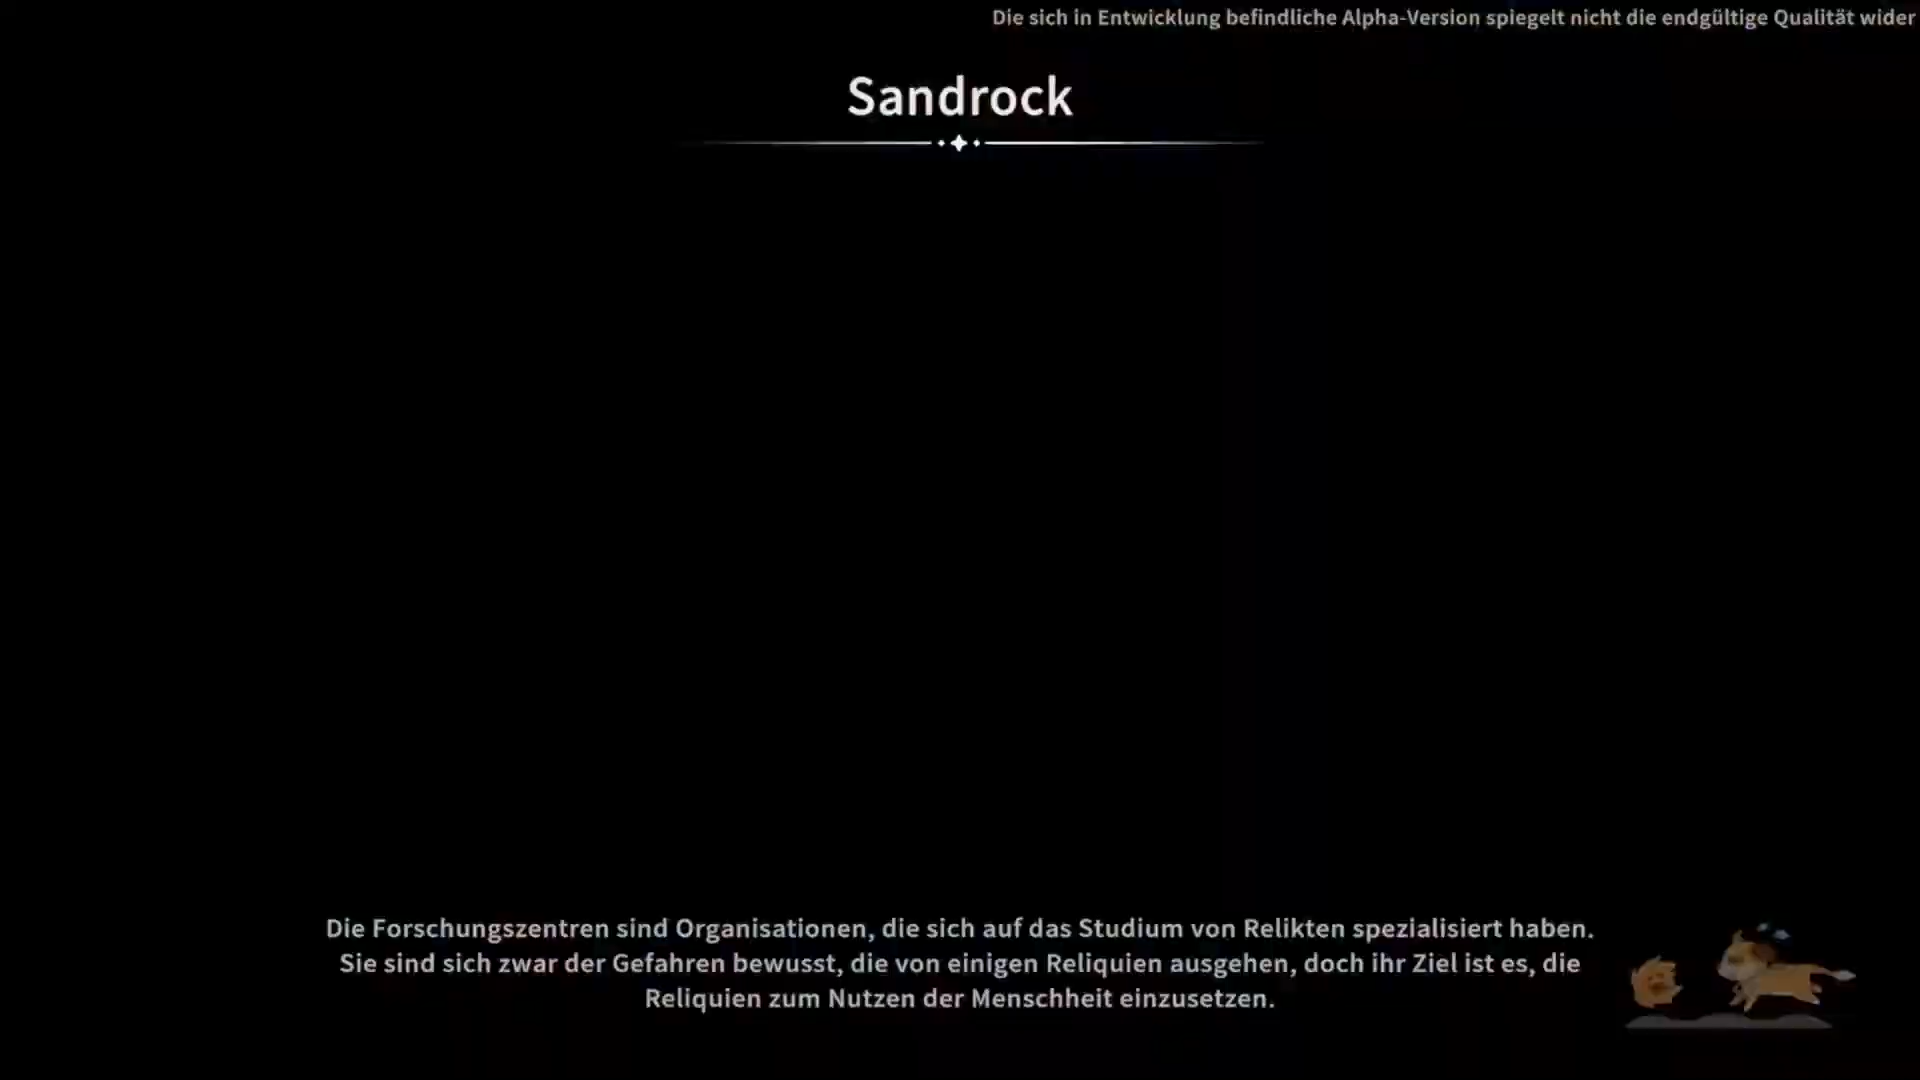 Die sich in Entwicklung befindliche Alpha-Version spiegelt nicht die endgültige Qualität wider
Sandrock
Die Forschungszentren sind Organisationen, die sich auf das Studium von Relikten spezialisiert haben.
Sie sind sich zwar der Gefahren bewusst, die von einigen Reliquien ausgehen, doch ihr Ziel ist es, die
Reliquien zum Nutzen der Menschheit einzusetzen.